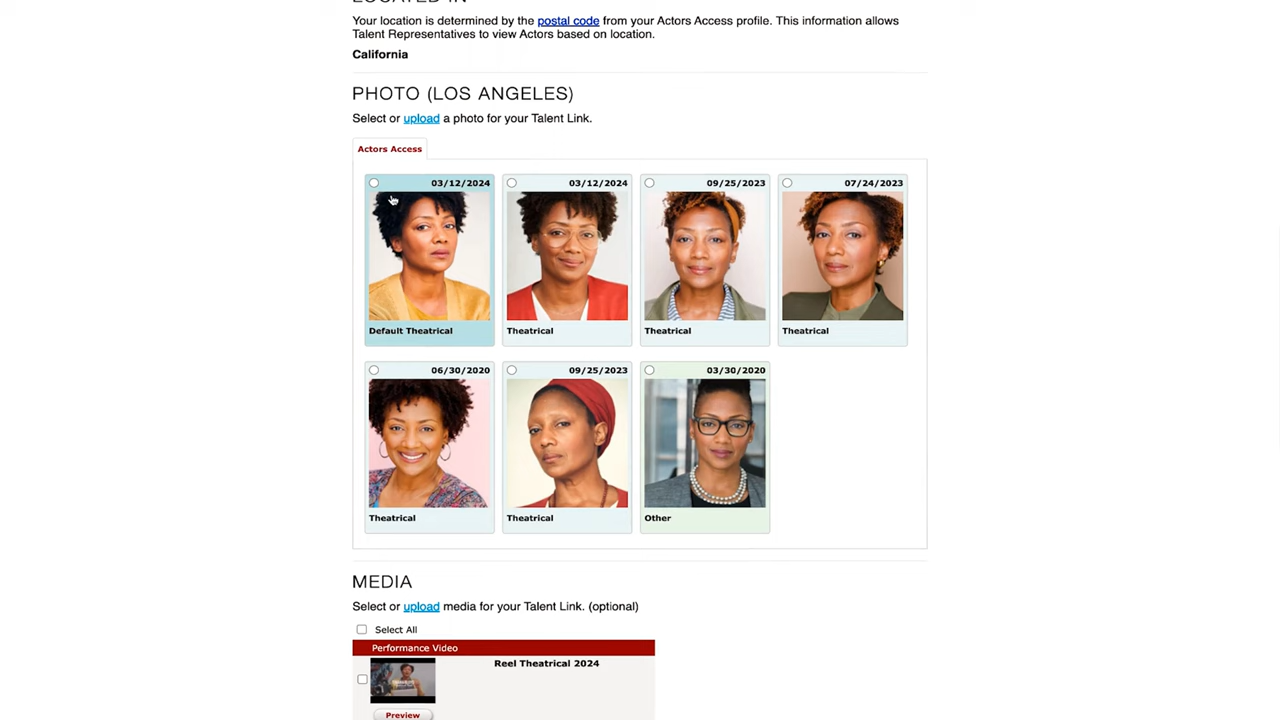 LOCATED IN
Your location is determined by the postal code from your Actors Access profile. This information allows
Talent Representatives to view Actors based on location.
California
PHOTO (LOS ANGELES)
Select or upload a photo for your Talent Link.
Actors Access
03/12/2024
03/12/2024
09/25/2023
07/24/2023
Default Theatrical
Theatrical
Theatrical
Theatrical
06/30/2020
09/25/2023
03/30/2020
Theatrical
Theatrical
Other
MEDIA
Select or upload media for your Talent Link. (optional)
Select All
Performance Video
Reel Theatrical 2024
Preview